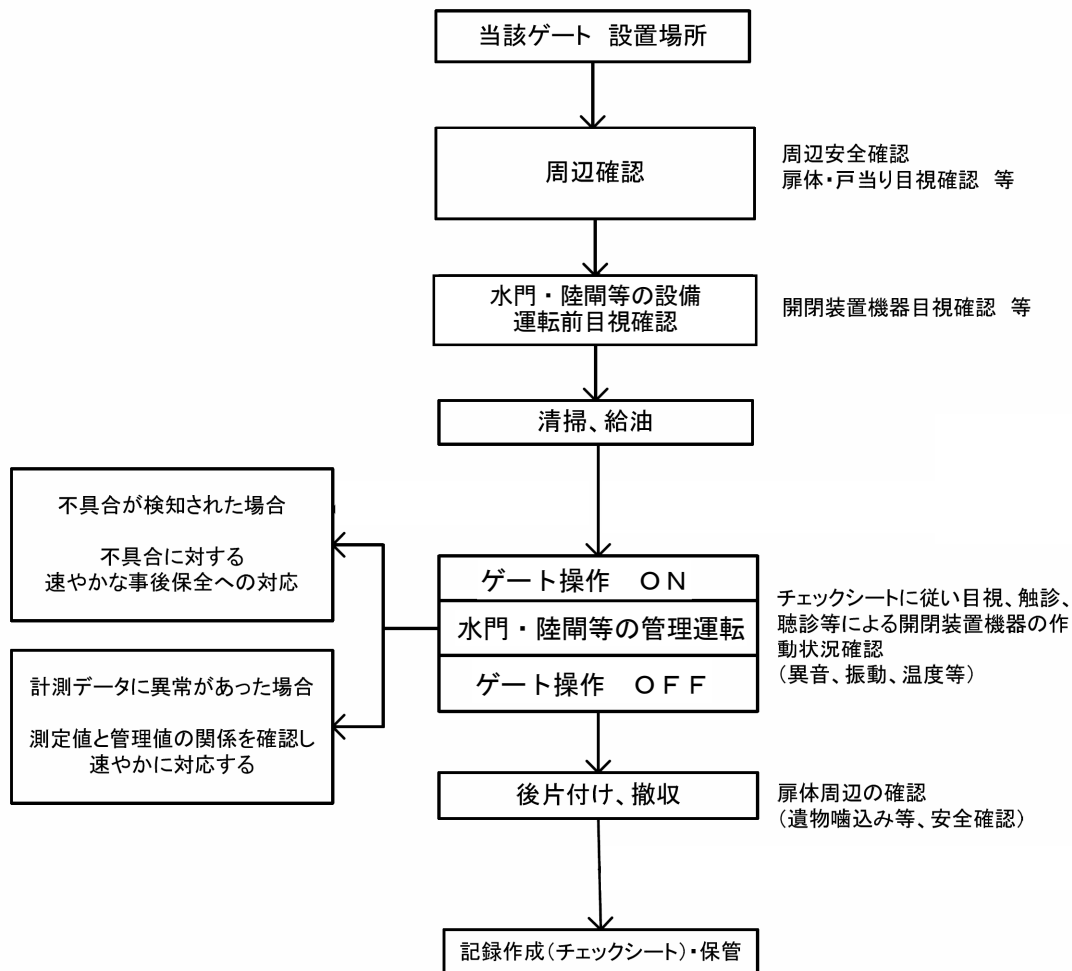 当該ゲート 設置場所
周辺確認
周辺安全確認
扉体・戸当り目視確認 等
水門・陸閘等の設備
運転前目視確認
開閉装置機器目視確認 等
清掃、給油
不具合が検知された場合
不具合に対する
速やかな事後保全への対応
計測データに異常があった場合
測定値と管理値の関係を確認し
速やかに対応する
ゲート操作 ON
水門・陸閘等の管理運転
ゲート操作 OFF
チェックシートに従い目視、触診、
聴診等による開閉装置機器の作
動状況確認
(異音、振動、温度等)
後片付け、撤収
扉体周辺の確認
(遺物噛込み等、安全確認)
記録作成(チェックシート)・保管